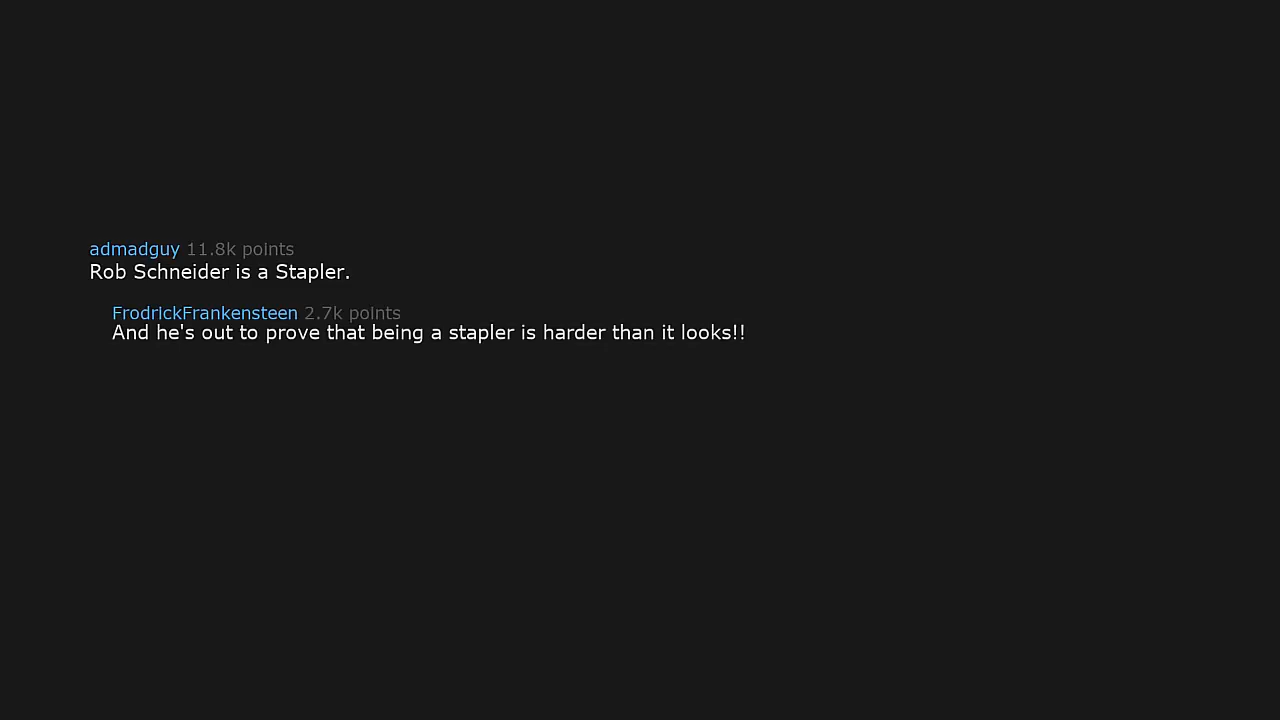 admadguy 11.8k points
Rob Schneider is a Stapler.
FrodrickFrankensteen 2.7k points
And he's out to prove that being a stapler is harder than it looks!!